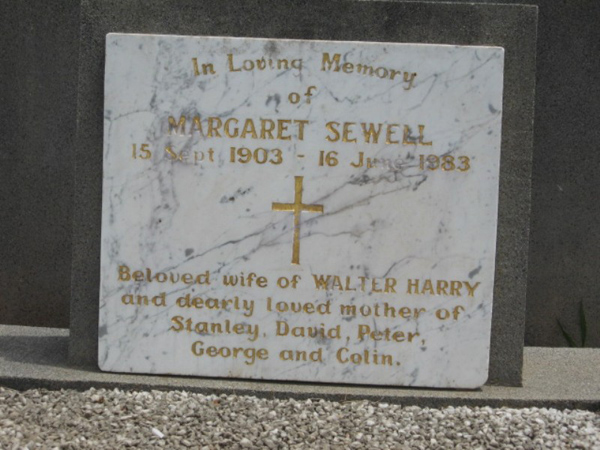 In Loving Memory
of
MARGARET SEWELL
15 Sept 1903 - 16 June 1983
Beloved wife of WALTER HARRY
and dearly loved mother of
Stanley, David, Peter,
George and Colin.